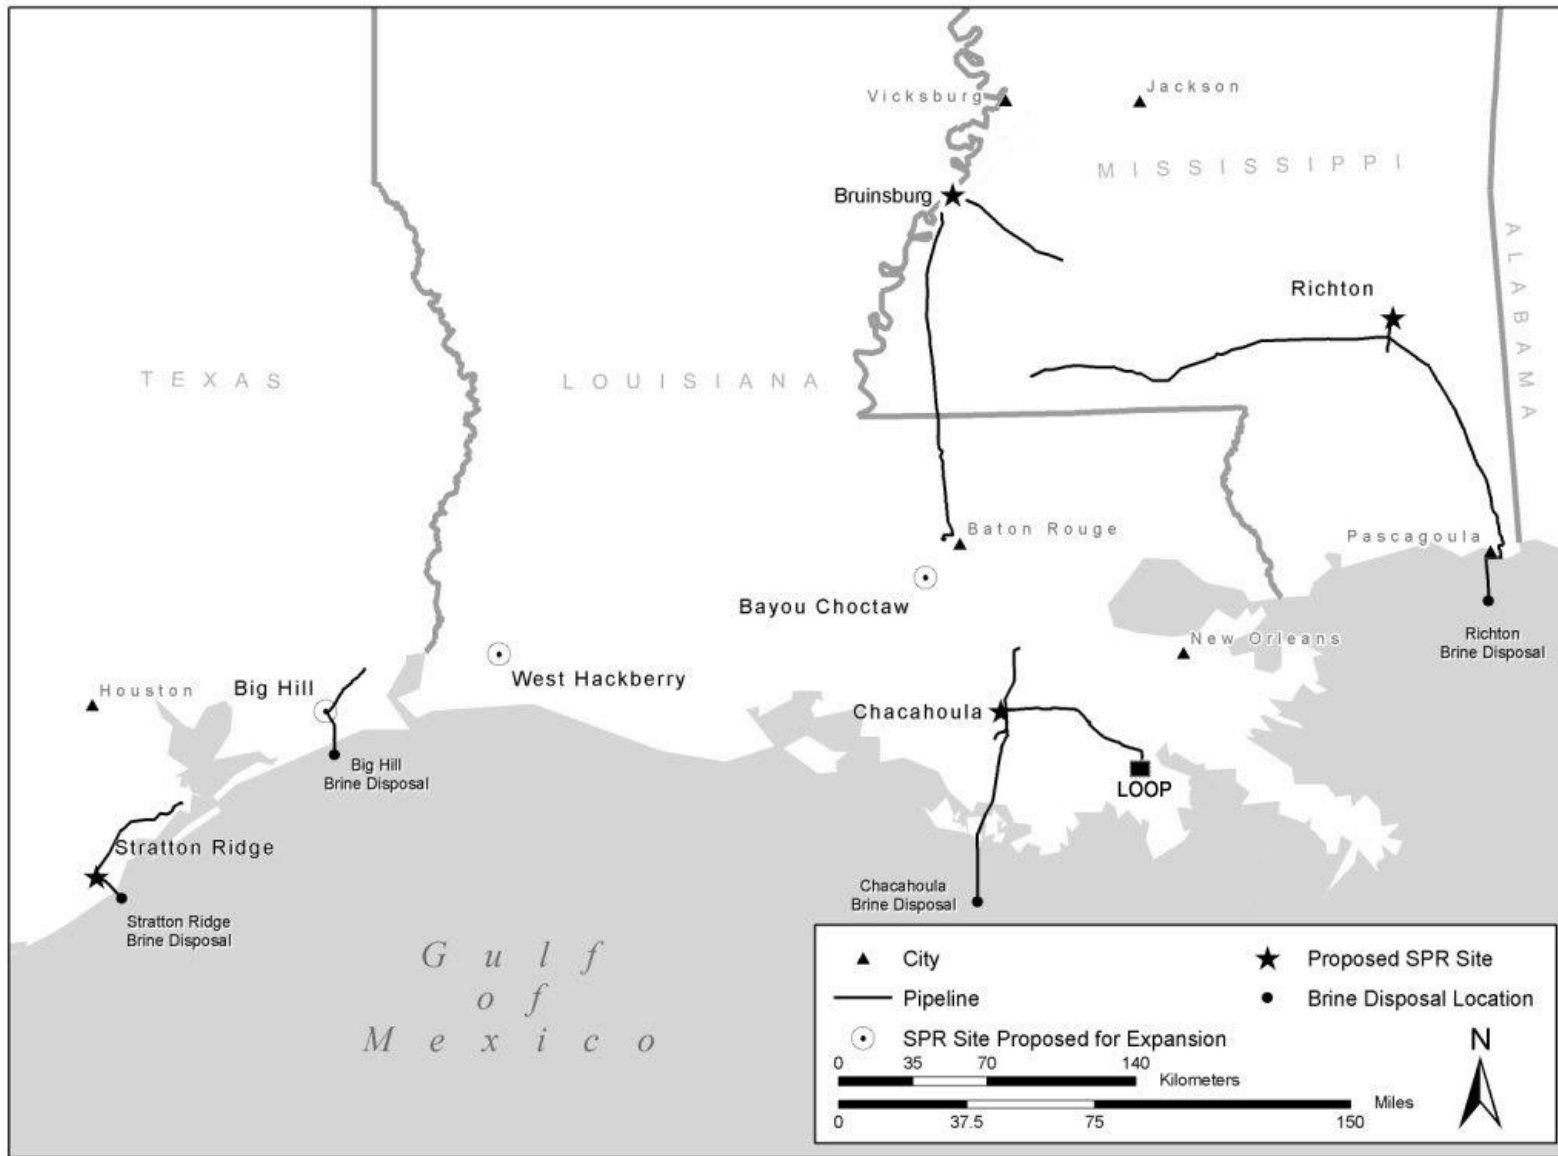 Vicksburg
Jackson
MISSISSIPPI
Bruinsburg
ALABAMA
Richton
TEXAS
LOUISIANA
Baton Rouge
Pascagoula
Bayou Choctaw
Richton
Brine Disposal
New Orleans
West Hackberry
Houston
Big Hill
Chacahoula
Big Hill
Brine Disposal
LOOP
Stratton Ridge
Chacahoula
Brine Disposal
Stratton Ridge
Brine Disposal
Gulf
of
Mexico
City
Proposed SPR Site
Pipeline
Brine Disposal Location
SPR Site Proposed for Expansion
N
0 35 70 140
Kilometers
Miles
0 37.5 75 150